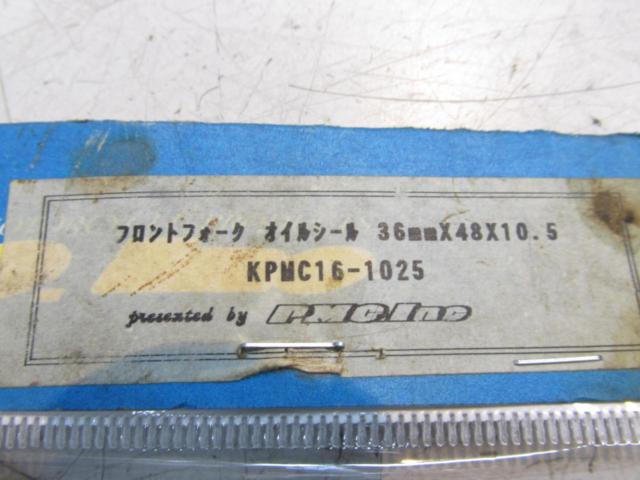 フロントフォーク オイルシール 36mmX48X10.5
KPMC16-1025
presented by PMC.Inc